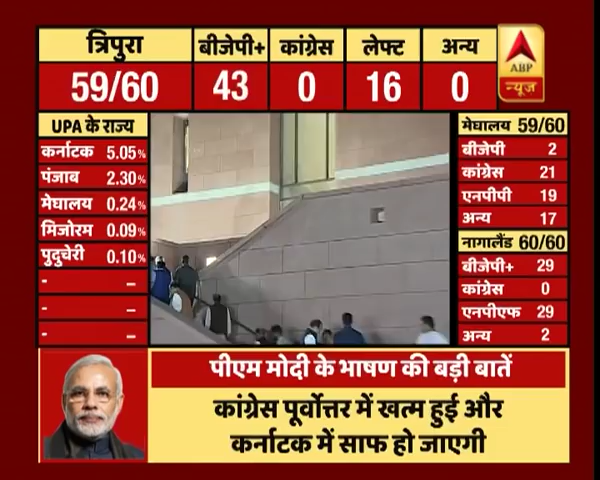 त्रिपुरा बीजेपी+ कांग्रेस लेफ्ट अन्य
59/60 43 0 16 0
ABP
न्यूज़
UPA के राज्य
कर्नाटक 5.05%
पंजाब 2.30%
मेघालय 0.24%
मिजोरम 0.09%
पुदुचेरी 0.10%
- –
- –
- –
मेघालय 59/60
बीजेपी 2
कांग्रेस 21
एनपीपी 19
अन्य 17
नागालैंड 60/60
बीजेपी+ 29
कांग्रेस 0
एनपीएफ 29
अन्य 2
पीएम मोदी के भाषण की बड़ी बातें
कांग्रेस पूर्वोत्तर में खत्म हुई और
कर्नाटक में साफ हो जाएगी